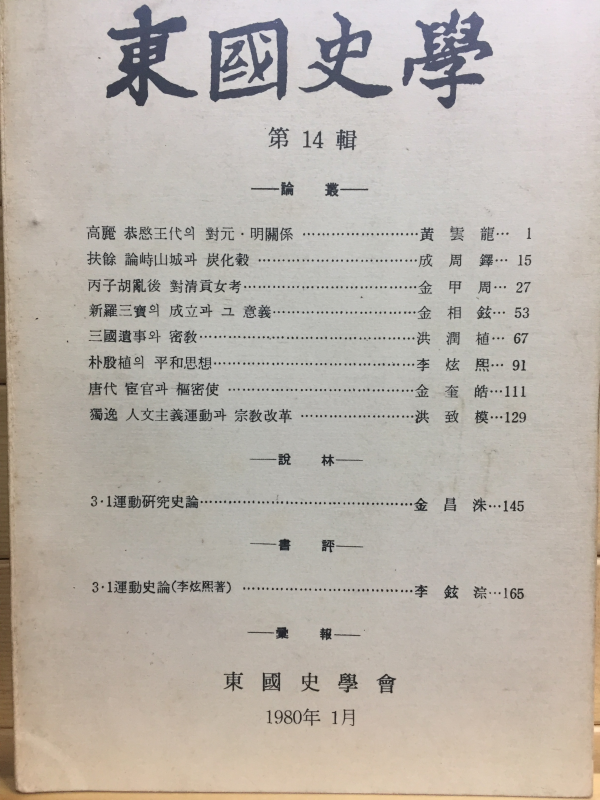 東國史學
第 14 輯
——論 叢——
高麗 恭愍王代의 對元·明關係 ……………………黃 雲 龍… 1
扶餘 論峙山城과 炭化穀 ……………………………成 周 鐸… 15
丙子胡亂後 對淸貢女考………………………………金 甲 周… 27
新羅三寶의 成立과 그 意義…………………………金 相 鉉… 53
三國遺事와 密敎………………………………………洪 潤 植… 67
朴殷植의 平和思想……………………………………李 炫 熙… 91
唐代 宦官과 樞密使 …………………………………金 奎 皓…111
獨逸 人文主義運動과 宗敎改革 ……………………洪 致 模…129
——說 林——
3·1運動硏究史論………………………………………金 昌 洙…145
——書 評——
3·1運動史論(李炫熙著) ………………………………李 鉉 淙…165
——彙 報——
東國史學會
1980年 1月